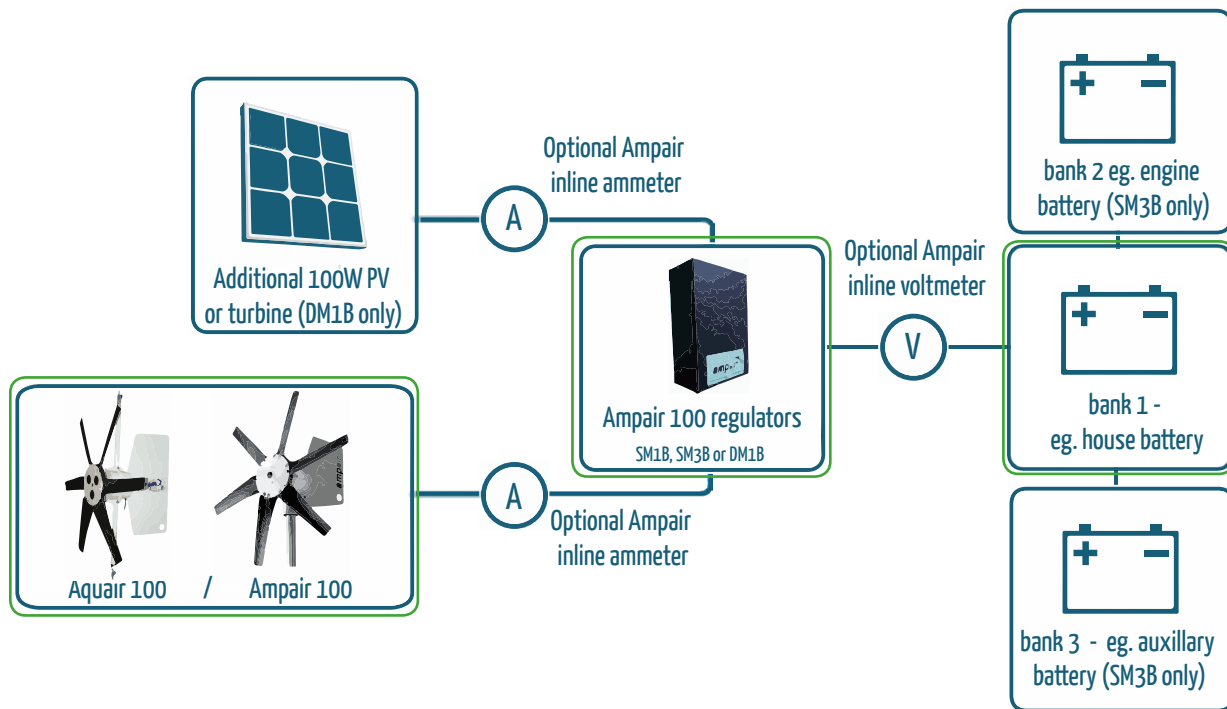 Additional 100W PV
or turbine (DM1B only)
A
Optional Ampair
inline ammeter
Aquair 100 / Ampair 100
A
Optional Ampair
inline ammeter
Ampair 100 regulators
SM1B, SM3B or DM1B
Optional Ampair
inline voltmeter
V
+ −
bank 2 eg. engine
battery (SM3B only)
+ −
bank 1 -
eg. house battery
+ −
bank 3 - eg. auxillary
battery (SM3B only)